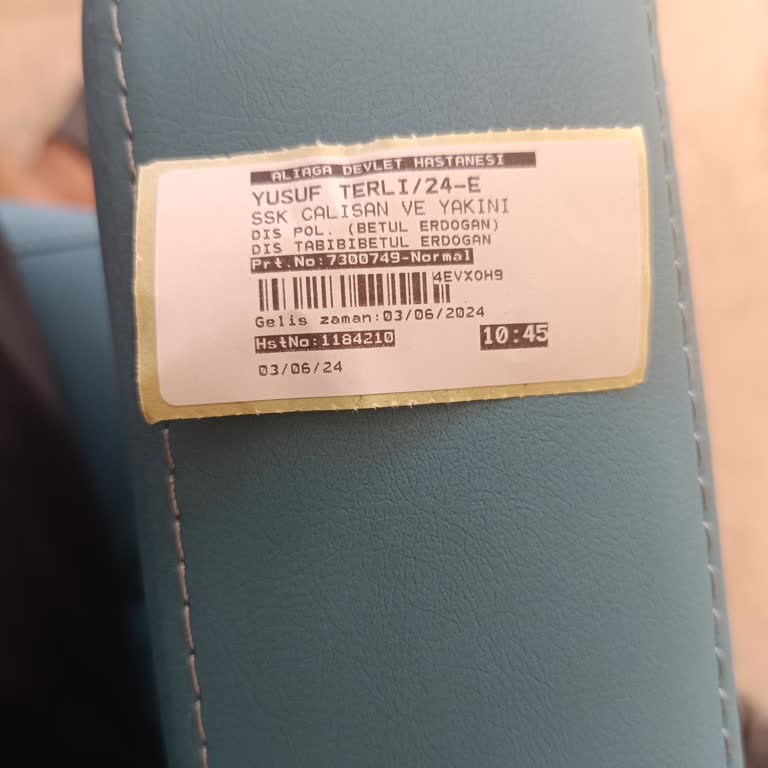 ALIAGA DEVLET HASTANESI
YUSUF TERLI/24-E
SSK CALISAN VE YAKINI
DIS POL. (BETUL ERDOGAN)
DIS TABIBIBETUL ERDOGAN
Prt.No:7300749-Normal
4EVXOH9
Gelis zaman:03/06/2024
HstNo:1184210 10:45
03/06/24